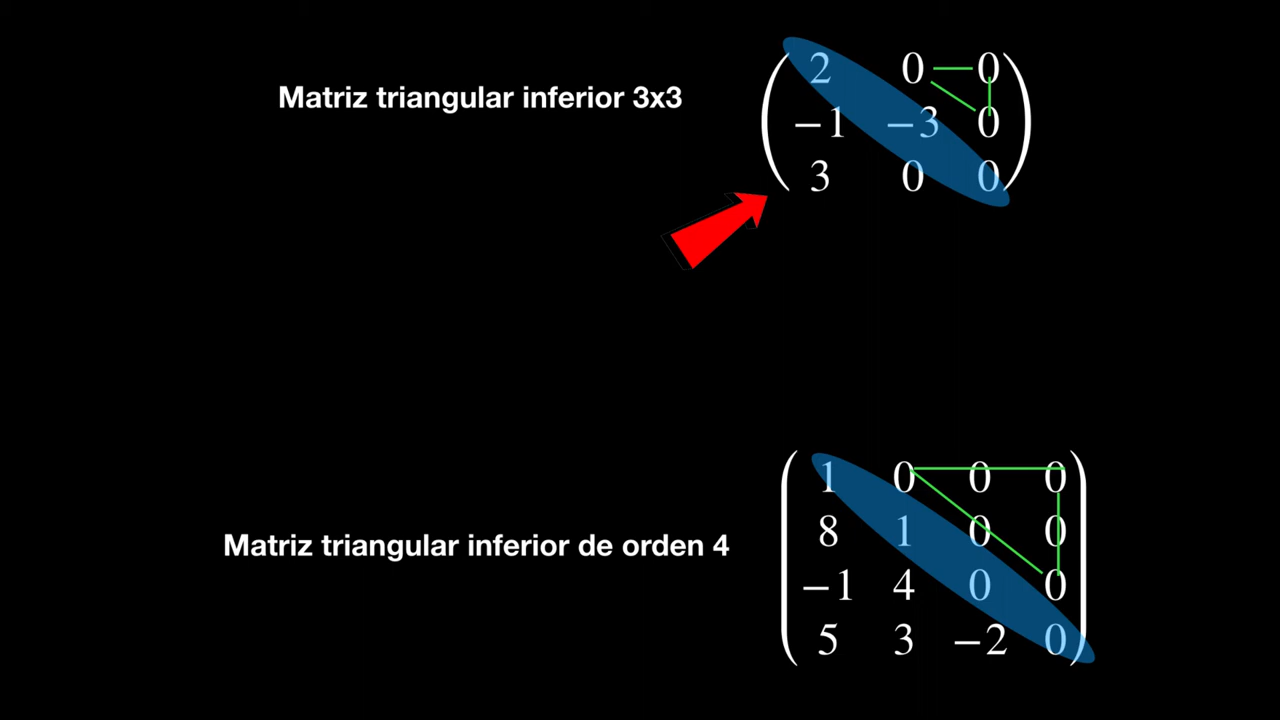 Matriz triangular inferior 3x3
2 0 0
−1 −3 0
3 0 0
Matriz triangular inferior de orden 4
1 0 0 0
8 1 0 0
−1 4 0 0
5 3 −2 0